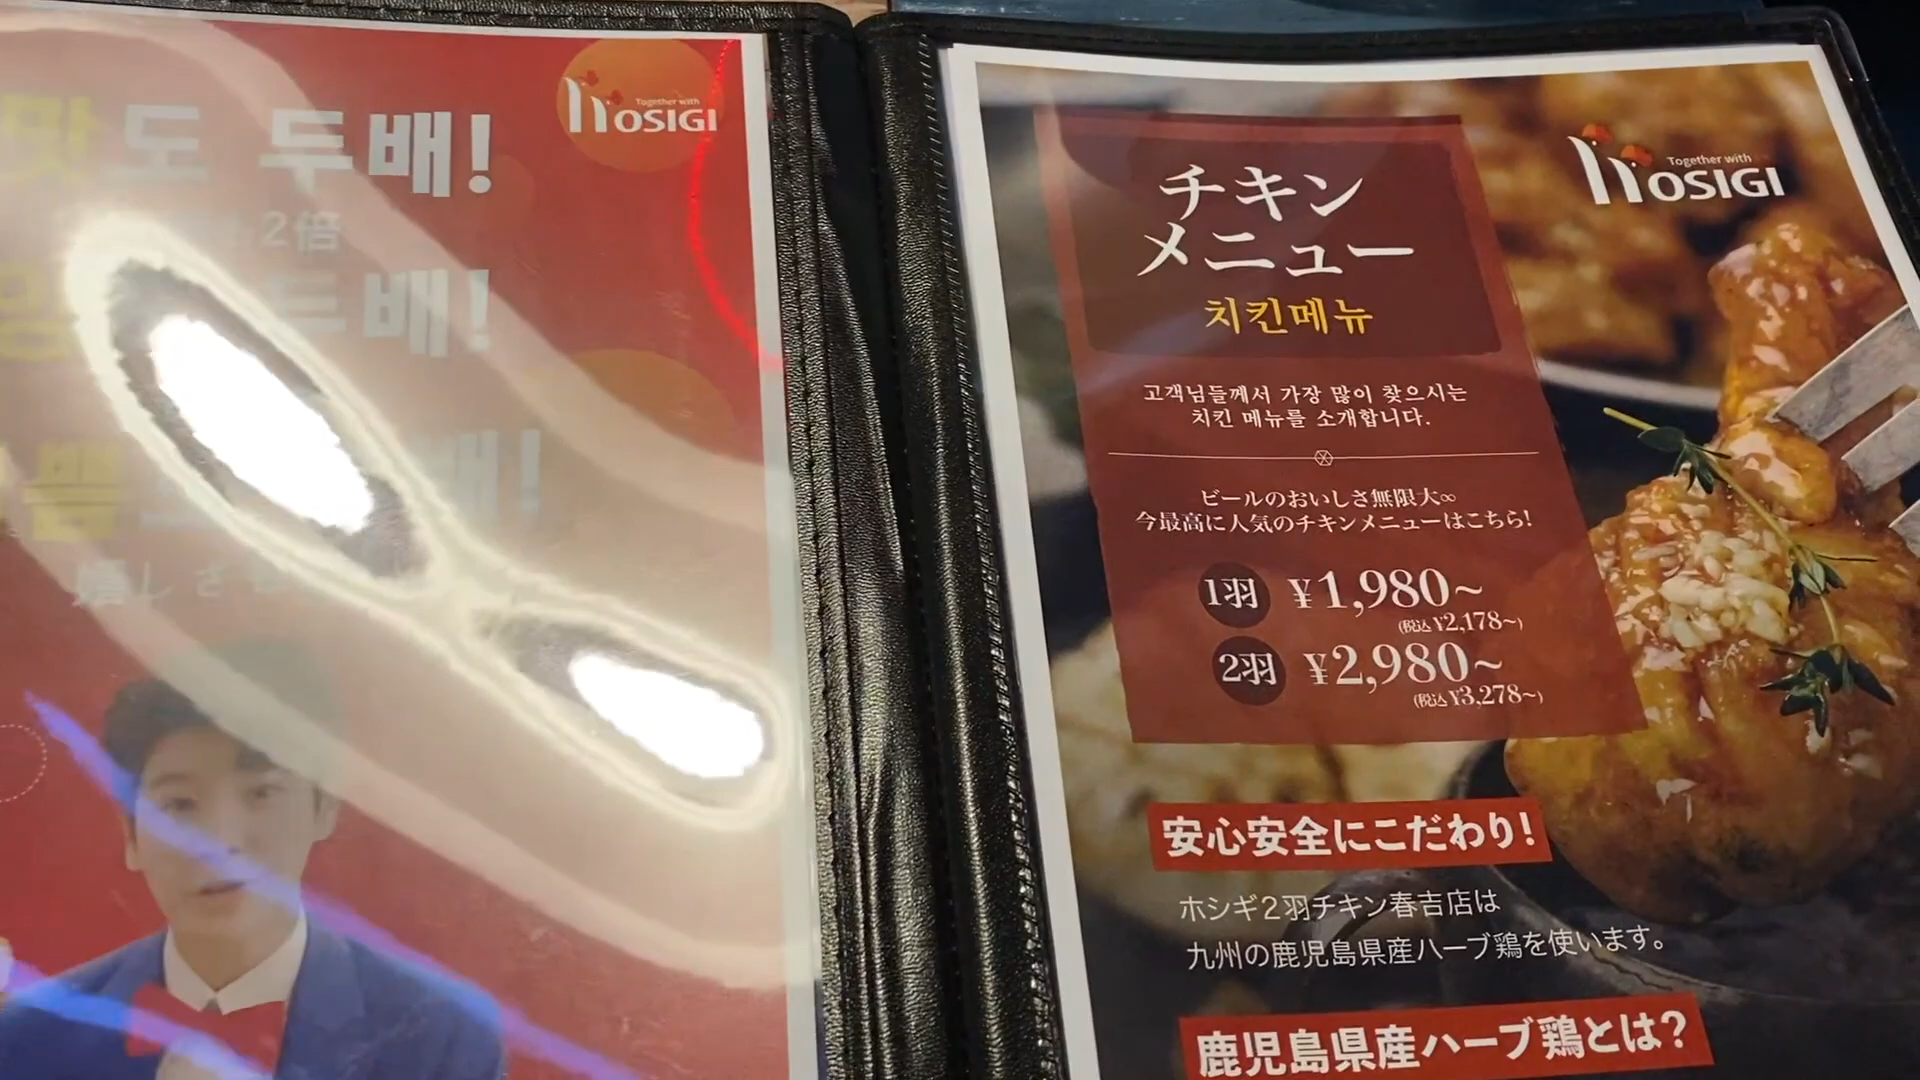 맛도 두배!
2倍
두배!
배!
Together with
HOSIGI
チキン
メニュー
치킨메뉴
Together with
HOSIGI
고객님들께서 가장 많이 찾으시는
치킨 메뉴를 소개합니다.
ビールのおいしさ無限大∞
今最高に人気のチキンメニューはこちら!
1羽 ¥1,980~
(税込 ¥2,178~)
2羽 ¥2,980~
(税込 ¥3,278~)
安心安全にこだわり!
ホシギ2羽チキン春吉店は
九州の鹿児島県産ハーブ鶏を使います。
鹿児島県産ハーブ鶏とは?